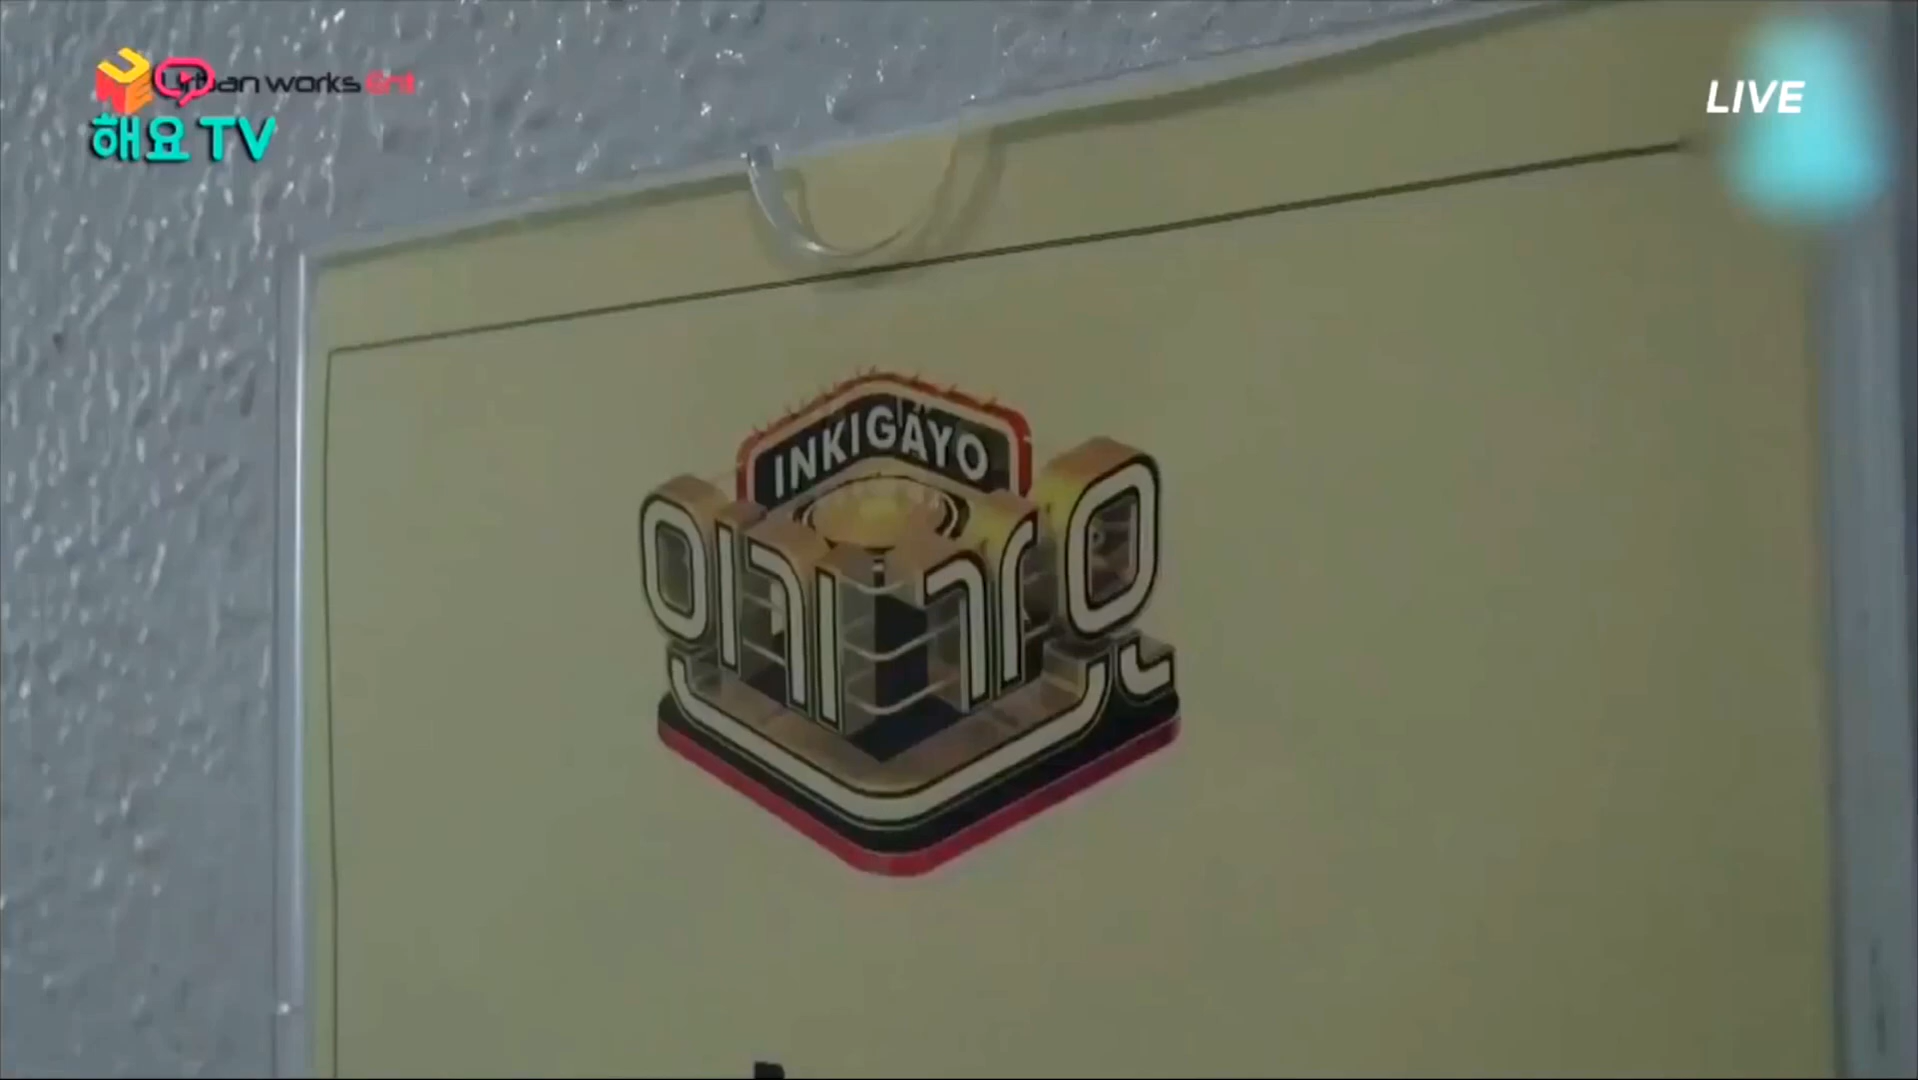 Urban works Ent
해요 TV
LIVE
INKIGAYO
인기가요